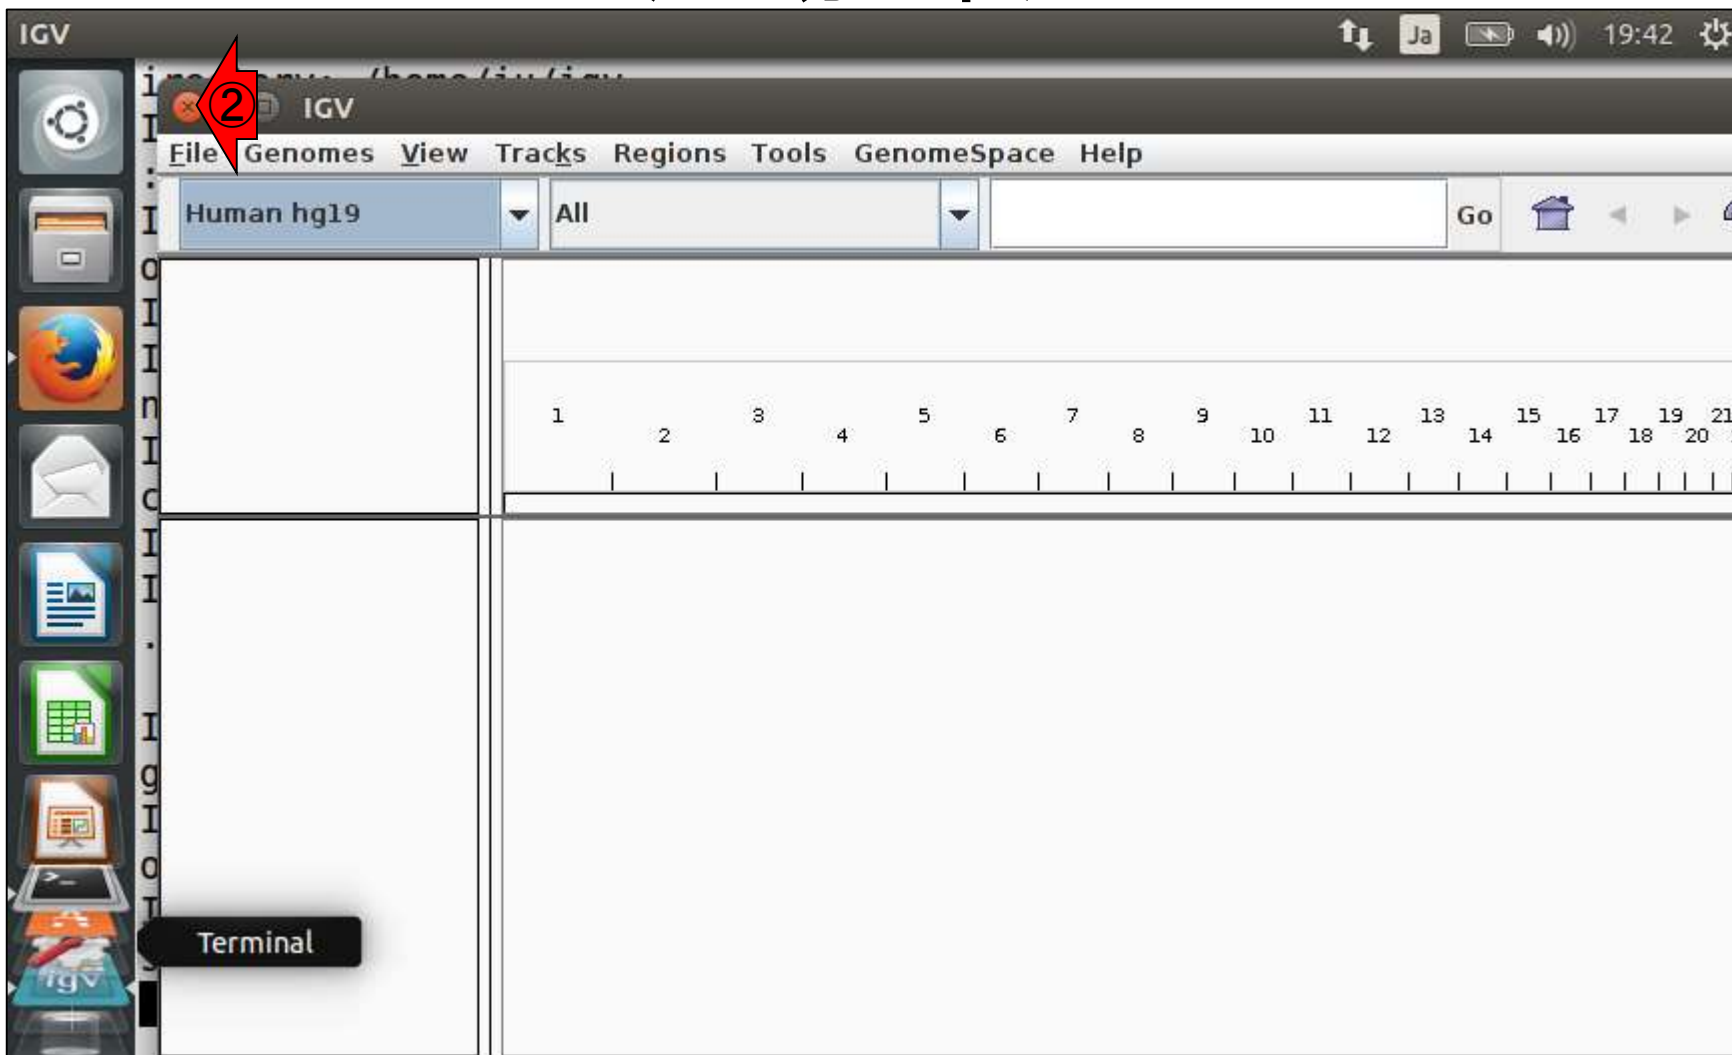 IGV
Ja
19:42
②
IGV
File Genomes View Tracks Regions Tools GenomeSpace Help
Human hg19
All
Go
1 3 5 7 9 11 13 15 17 19 21
2 4 6 8 10 12 14 16 18 20
Terminal
igv